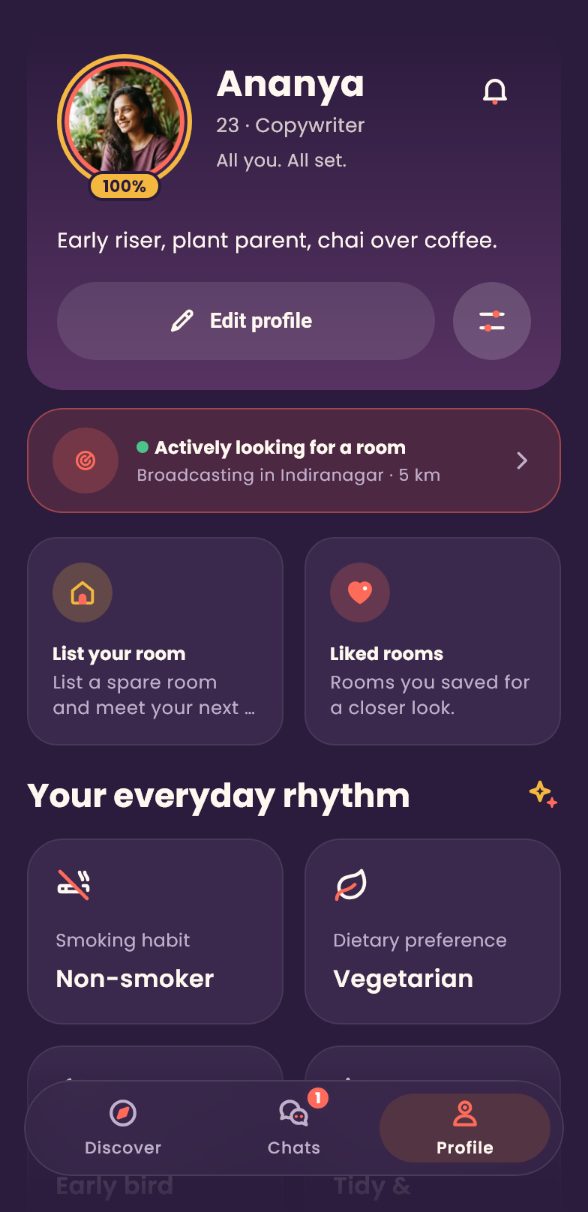 Ananya
23 · Copywriter
All you. All set.
100%
Early riser, plant parent, chai over coffee.
Edit profile
Actively looking for a room
Broadcasting in Indiranagar · 5 km
List your room
List a spare room
and meet your next …
Liked rooms
Rooms you saved for
a closer look.
Your everyday rhythm
Smoking habit
Non-smoker
Dietary preference
Vegetarian
1
Discover
Chats
Profile
Early bird
Tidy &